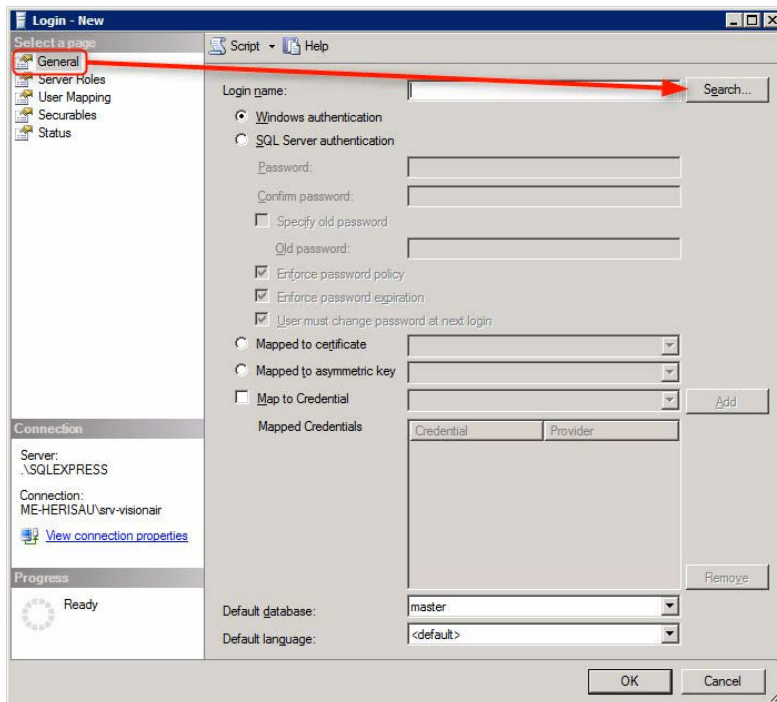 Login - New
Select a page
General
Server Roles
User Mapping
Securables
Status
Script
Help
Login name:
Search...
Windows authentication
SQL Server authentication
Password:
Confirm password:
Specify old password
Old password:
Enforce password policy
Enforce password expiration
User must change password at next login
Mapped to certificate
Mapped to asymmetric key
Map to Credential
Add
Mapped Credentials
Credential
Provider
Remove
Default database:
master
Default language:
<default>
Connection
Server:
.\SQLEXPRESS
Connection:
ME-HERISAU\srv-visionair
View connection properties
Progress
Ready
OK
Cancel